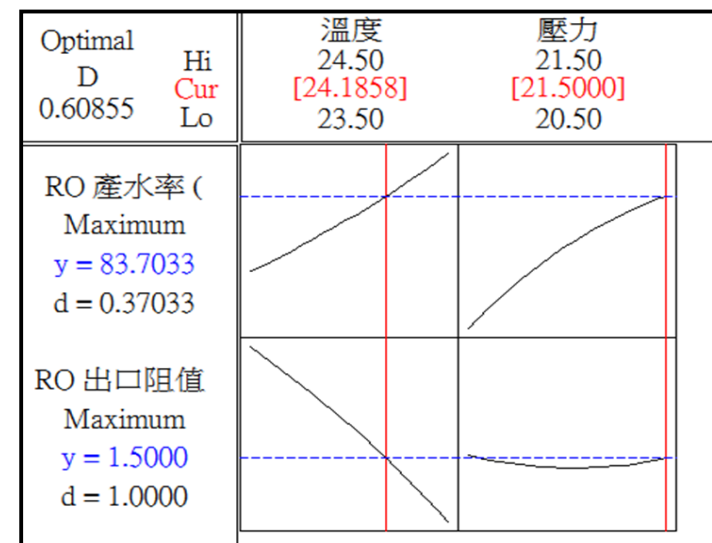 Optimal
D
0.60855
Hi
Cur
Lo
溫度
24.50
[24.1858]
23.50
壓力
21.50
[21.5000]
20.50
RO 產水率 (
Maximum
y = 83.7033
d = 0.37033
RO 出口阻值
Maximum
y = 1.5000
d = 1.0000